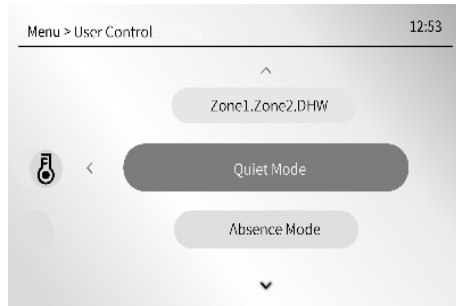 Menu > User Control
12:53
Zone1.Zone2.DHW
Quiet Mode
Absence Mode